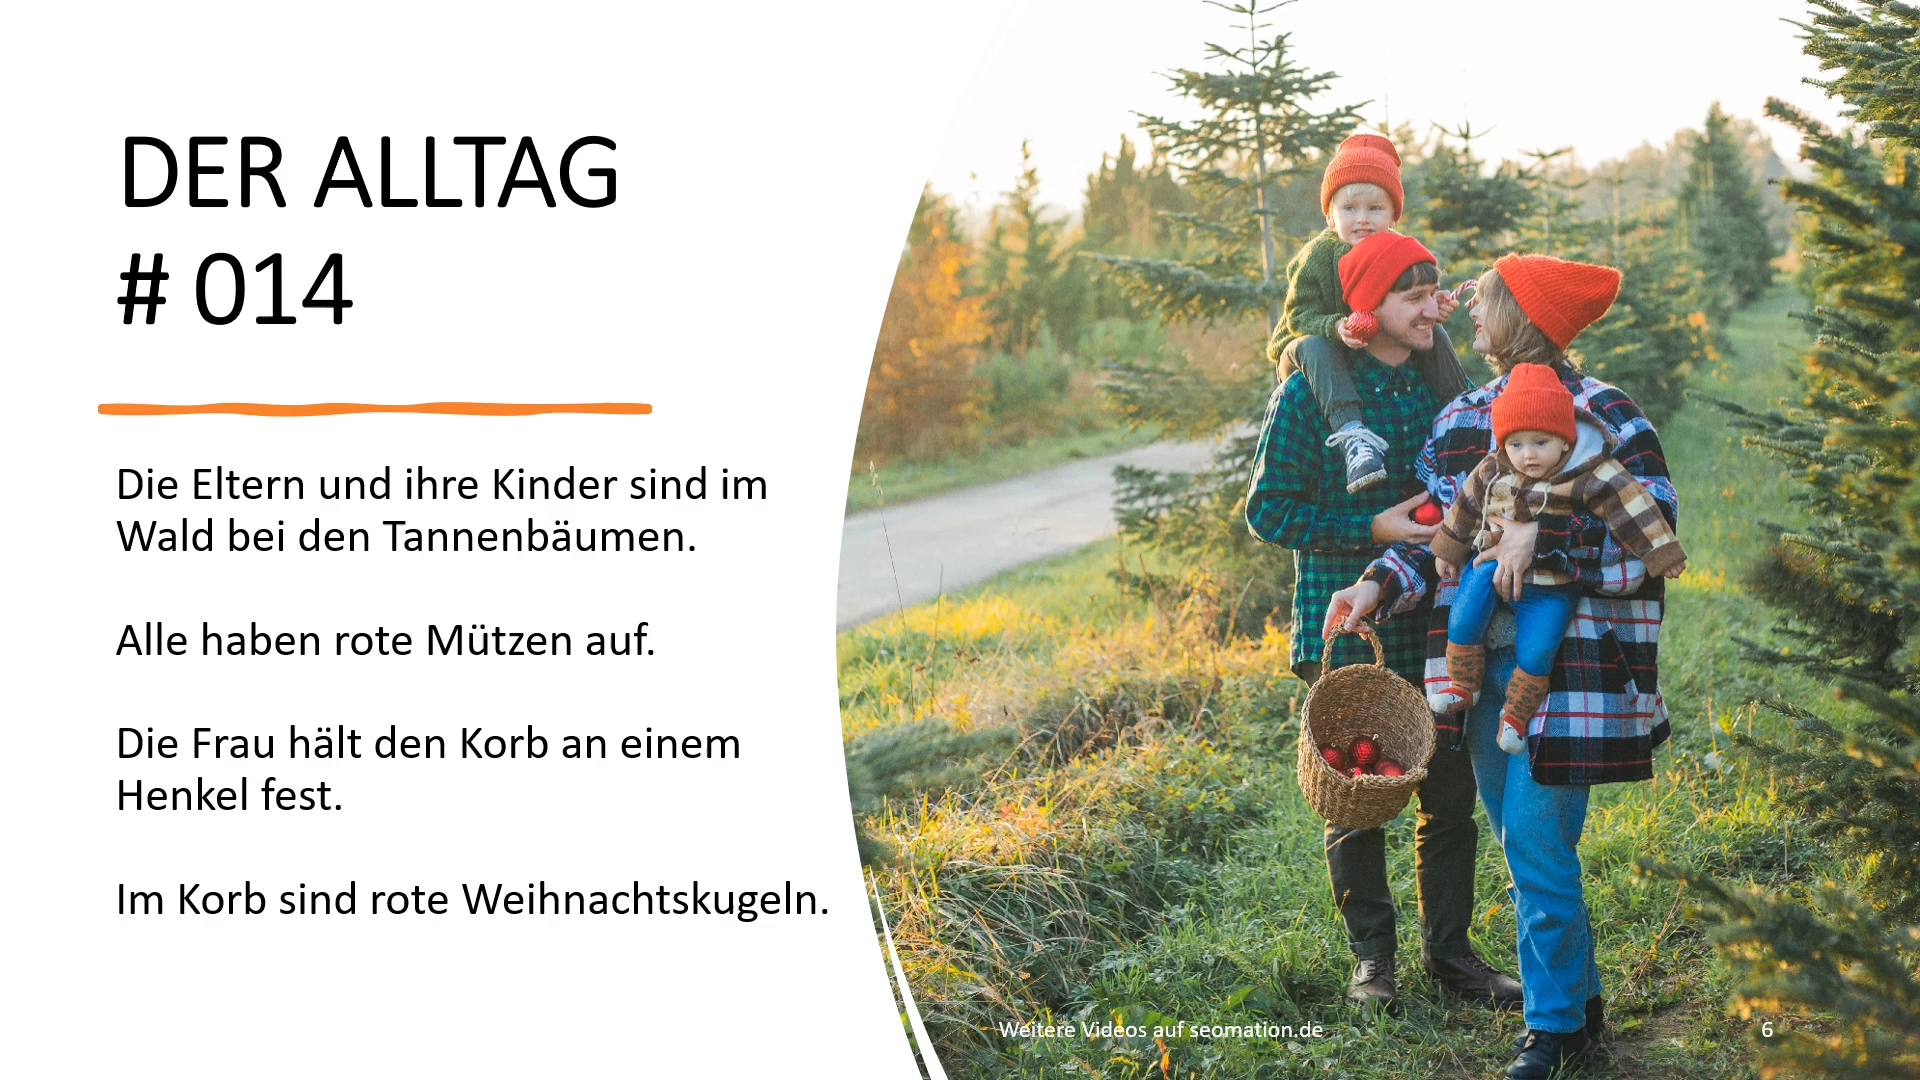 DER ALLTAG
# 014
Die Eltern und ihre Kinder sind im
Wald bei den Tannenbäumen.
Alle haben rote Mützen auf.
Die Frau hält den Korb an einem
Henkel fest.
Im Korb sind rote Weihnachtskugeln.
Weitere Videos auf seomation.de
6